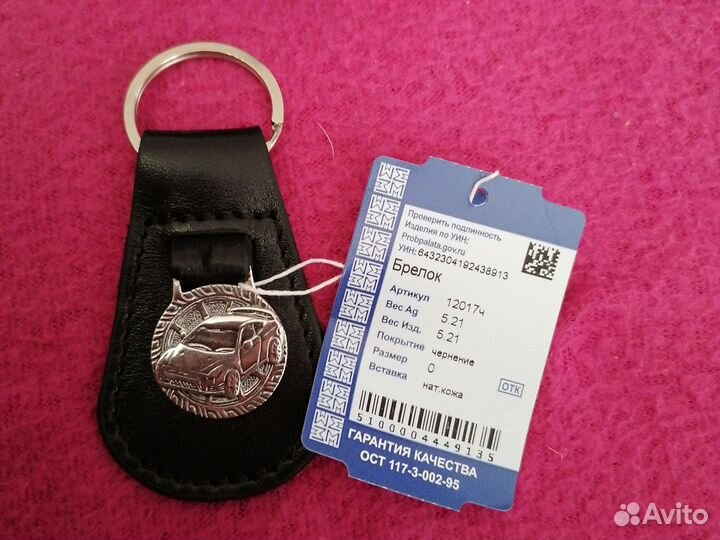 Проверить подлинность
Изделия по УИН:
Probpalata.gov.ru
УИН: 6432304192438913
Брелок
Артикул 12017ч
Вес Ag 5.21
Вес Изд. 5.21
Покрытие чернение
Размер 0
Вставка нат.кожа
ОТК
5100004449135
ГАРАНТИЯ КАЧЕСТВА
ОСТ 117-3-002-95
Avito